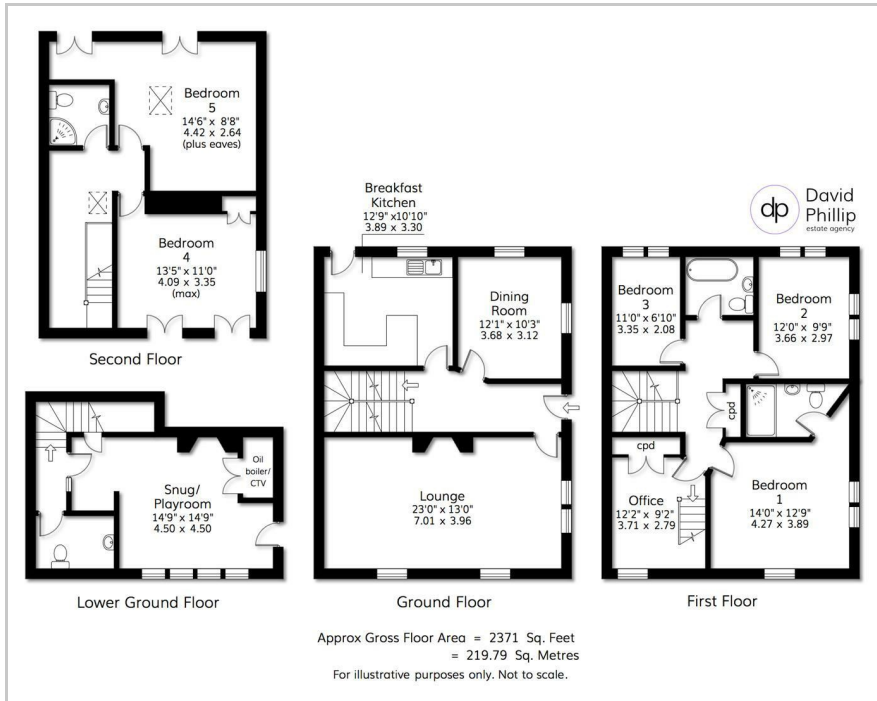 Bedroom
5
14'6" x 8'8"
4.42 x 2.64
(plus eaves)
Bedroom
4
13'5" x 11'0"
4.09 x 3.35
(max)
Second Floor
Oil
boiler/
CTV
Snug/
Playroom
14'9" x 14'9"
4.50 x 4.50
Lower Ground Floor
Breakfast
Kitchen
12'9" x10'10"
3.89 x 3.30
Dining
Room
12'1" x 10'3"
3.68 x 3.12
Lounge
23'0" x 13'0"
7.01 x 3.96
Ground Floor
dp
David
Phillip
estate agency
Bedroom
3
11'0" x 6'10"
3.35 x 2.08
Bedroom
2
12'0" x 9'9"
3.66 x 2.97
cpd
cpd
Office
12'2" x 9'2"
3.71 x 2.79
Bedroom
1
14'0" x 12'9"
4.27 x 3.89
First Floor
Approx Gross Floor Area = 2371 Sq. Feet
= 219.79 Sq. Metres
For illustrative purposes only. Not to scale.